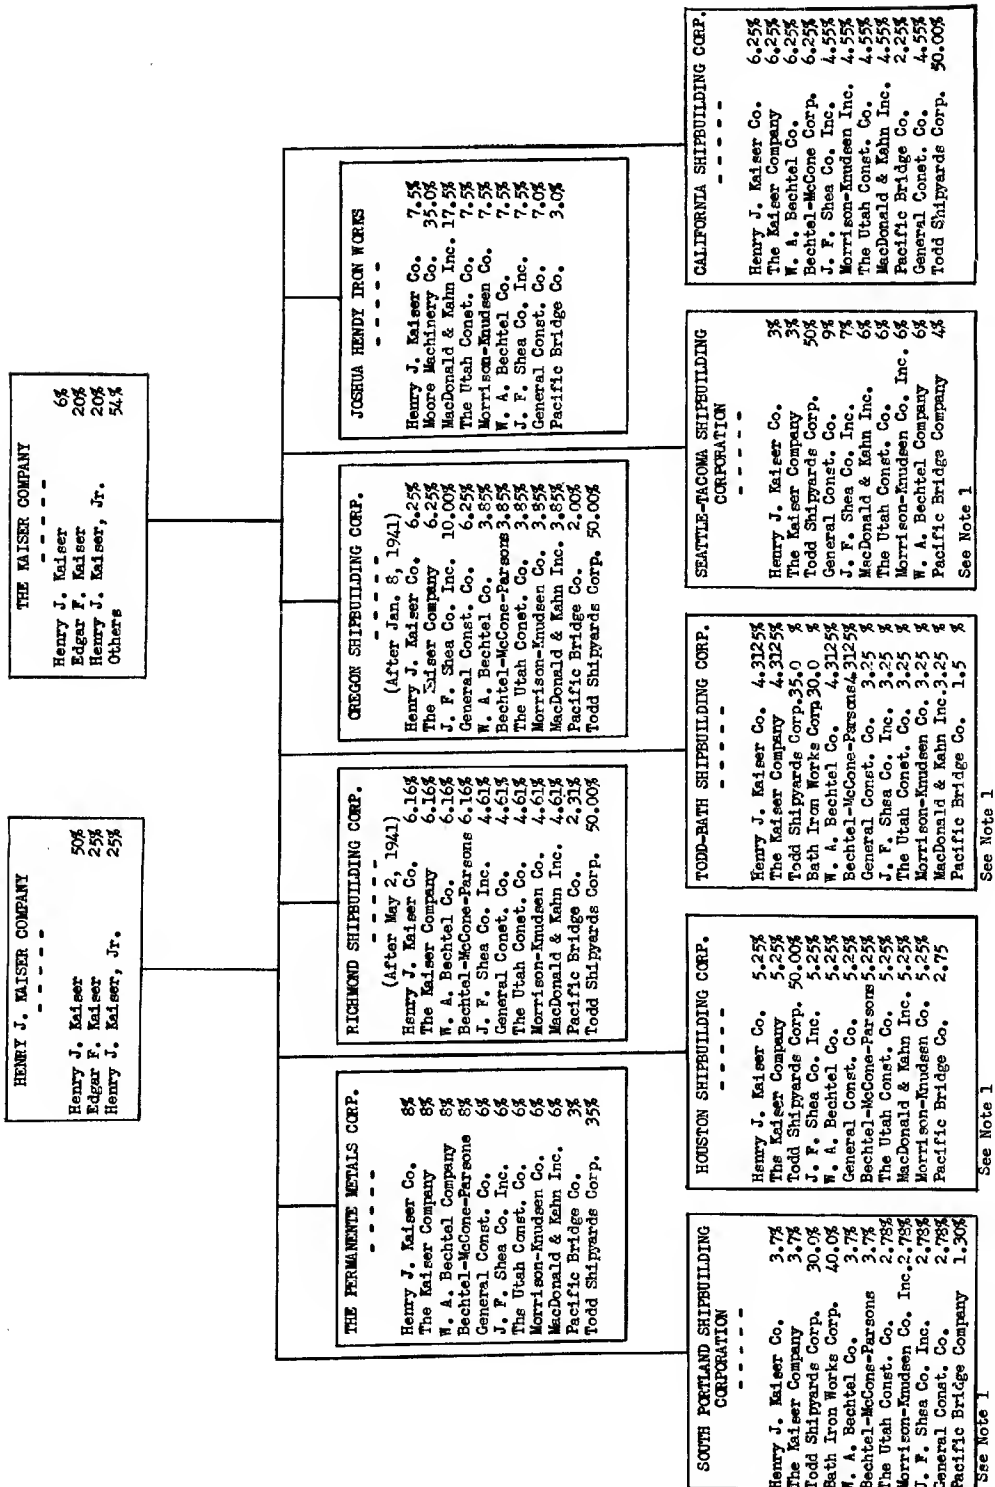 HENRY J. KAISER COMPANY
- - - - -
Henry J. Kaiser 50%
Edgar F. Kaiser 25%
Henry J. Kaiser, Jr. 25%
THE KAISER COMPANY
- - - - -
Henry J. Kaiser 6%
Edgar F. Kaiser 20%
Henry J. Kaiser, Jr. 20%
Others 54%
THE PERMANENTE METALS CORP.
- - - - -
Henry J. Kaiser Co. 8%
The Kaiser Company 8%
W. A. Bechtel Company 8%
Bechtel-McCone-Parsons 8%
General Const. Co. 6%
J. F. Shea Co. Inc. 6%
The Utah Const. Co. 6%
Morrison-Knudsen Co. 6%
MacDonald & Kahn Inc. 6%
Pacific Bridge Co. 3%
Todd Shipyards Corp. 35%
RICHMOND SHIPBUILDING CORP.
- - - - -
(After May 2, 1941)
Henry J. Kaiser Co. 6.16%
The Kaiser Company 6.16%
W. A. Bechtel Co. 6.16%
Bechtel-McCone-Parsons 6.16%
J. F. Shea Co. Inc. 4.61%
General Const. Co. 4.61%
The Utah Const. Co. 4.61%
Morrison-Knudsen Co. 4.61%
MacDonald & Kahn Inc. 4.61%
Pacific Bridge Co. 2.31%
Todd Shipyards Corp. 50.00%
OREGON SHIPBUILDING CORP.
- - - - -
(After Jan. 8, 1941)
Henry J. Kaiser Co. 6.25%
The Kaiser Company 6.25%
J. F. Shea Co. Inc. 10.00%
General Const. Co. 6.25%
W. A. Bechtel Co. 3.85%
Bechtel-McCone-Parsons 3.85%
The Utah Const. Co. 3.85%
Morrison-Knudsen Co. 3.85%
MacDonald & Kahn Inc. 3.85%
Pacific Bridge Co. 2.00%
Todd Shipyards Corp. 50.00%
JOSHUA HENDY IRON WORKS
- - - - -
Henry J. Kaiser Co. 7.5%
Moore Machinery Co. 35.0%
MacDonald & Kahn Inc. 17.5%
The Utah Const. Co. 7.5%
Morrison-Knudsen Co. 7.5%
W. A. Bechtel Co. 7.5%
J. F. Shea Co. Inc. 7.5%
General Const. Co. 7.0%
Pacific Bridge Co. 3.0%
SOUTH PORTLAND SHIPBUILDING
CORPORATION
- - - - -
Henry J. Kaiser Co. 3.7%
The Kaiser Company 3.7%
Todd Shipyards Corp. 30.0%
Bath Iron Works Corp. 40.0%
W. A. Bechtel Co. 3.7%
Bechtel-McCone-Parsons 3.7%
The Utah Const. Co. 2.78%
Morrison-Knudsen Co. Inc. 2.78%
J. F. Shea Co. Inc. 2.78%
General Const. Co. 2.78%
Pacific Bridge Company 1.30%
See Note 1
HOUSTON SHIPBUILDING CORP.
- - - - -
Henry J. Kaiser Co. 5.25%
The Kaiser Company 5.25%
Todd Shipyards Corp. 50.00%
J. F. Shea Co. Inc. 5.25%
W. A. Bechtel Co. 5.25%
General Const. Co. 5.25%
Bechtel-McCone-Parsons 5.25%
The Utah Const. Co. 5.25%
MacDonald & Kahn Inc. 5.25%
Morrison-Knudsen Co. 5.25%
Pacific Bridge Co. 2.75
See Note 1
TODD-BATH SHIPBUILDING CORP.
- - - - -
Henry J. Kaiser Co. 4.3125%
The Kaiser Company 4.3125%
Todd Shipyards Corp. 35.0 %
Bath Iron Works Corp 30.0 %
W. A. Bechtel Co. 4.3125%
Bechtel-McCone-Parsons 4.3125%
General Const. Co. 3.25 %
J. F. Shea Co. Inc. 3.25 %
The Utah Const. Co. 3.25 %
Morrison-Knudsen Co. 3.25 %
MacDonald & Kahn Inc. 3.25 %
Pacific Bridge Co. 1.5 %
See Note 1
SEATTLE-TACOMA SHIPBUILDING
CORPORATION
- - - - -
Henry J. Kaiser Co. 3%
The Kaiser Company 3%
Todd Shipyards Corp. 50%
General Const. Co. 9%
J. F. Shea Co. Inc. 7%
MacDonald & Kahn Inc. 6%
The Utah Const. Co. 6%
Morrison-Knudsen Co. Inc. 6%
W. A. Bechtel Company 6%
Pacific Bridge Company 4%
See Note 1
CALIFORNIA SHIPBUILDING CORP.
- - - - -
Henry J. Kaiser Co. 6.25%
The Kaiser Company 6.25%
W. A. Bechtel Co. 6.25%
Bechtel-McCone Corp. 6.25%
J. F. Shea Co. Inc. 4.55%
Morrison-Knudsen Inc. 4.55%
The Utah Const. Co. 4.55%
MacDonald & Kahn Inc. 4.55%
Pacific Bridge Co. 2.25%
General Const. Co. 4.55%
Todd Shipyards Corp. 50.00%